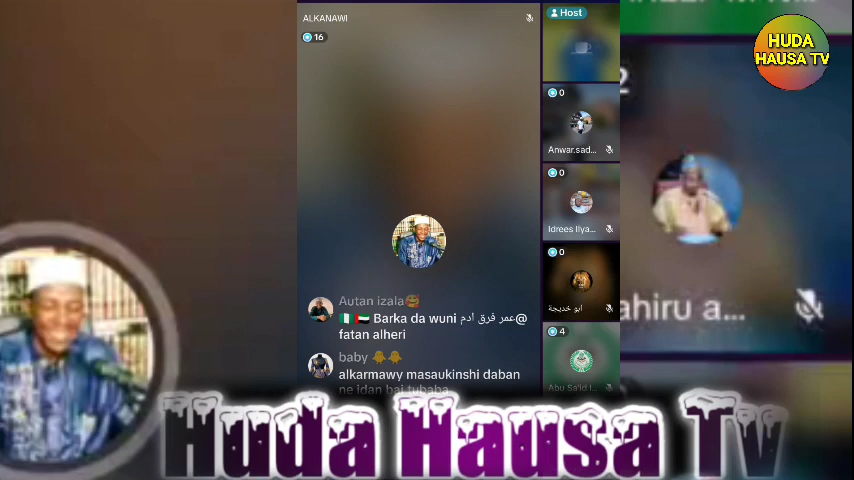 ALKANAWI
16
Host
0
Anwar.sad...
0
Idrees Ilya...
0
ابو خديجة
4
Abu Sa'id I...
Autan izala🥰
🇳🇬🇦🇪 Barka da wuni عمر فرق ادم@
fatan alheri
baby 🙊🙊
alkarmawy masaukinshi daban
ne idan bai tubaba
HUDA
HAUSA TV
ahiru a...
Huda Hausa Tv